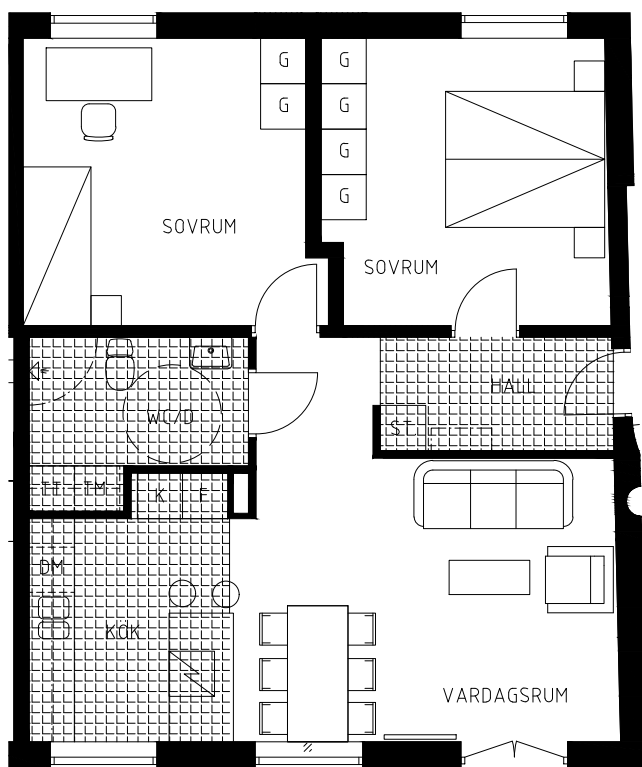 G
G
G
G
G
G
SOVRUM
SOVRUM
HALL
WC/D
ST
TT TM
K F
DM
KÖK
VARDAGSRUM